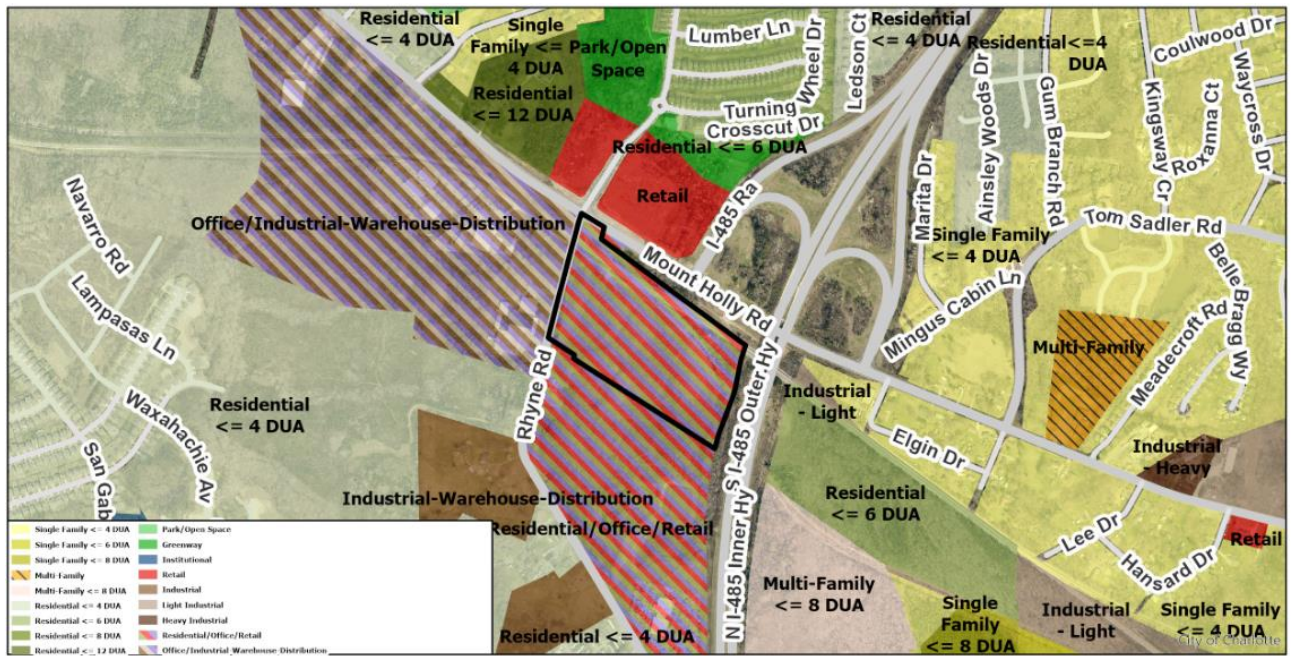 Residential
<= 4 DUA
Single
Family <=
4 DUA
Park/Open
Space
Lumber Ln
Wheel Dr
Turning
Ledson Ct
Residential
<= 4 DUA
Residential <=4
DUA
Coulwood Dr
Waycross Dr
Residential
<= 12 DUA
Crosscut Dr
Residential <= 6 DUA
Ainsley Woods Dr
Gum Branch Rd
Kingsway Cr
Roxanna Ct
Retail
I-485 Ra
Marita Dr
Tom Sadler Rd
Navarro Rd
Office/Industrial-Warehouse-Distribution
Single Family
<= 4 DUA
Mount Holly Rd
Mingus Cabin Ln
Belle Bragg Wy
Lampasas Ln
Multi-Family
Meadecroft Rd
Rhyne Rd
S I-485 Outer Hy
Industrial
- Light
Waxahachie Av
Residential
<= 4 DUA
Elgin Dr
San Gab
Industrial
- Heavy
Industrial-Warehouse-Distribution
Residential
<= 6 DUA
Residential/Office/Retail
N I-485 Inner Hy
Lee Dr
Hansard Dr
Retail
Multi-Family
<= 8 DUA
Single
Family
<= 8 DUA
Industrial
- Light
Single Family
<= 4 DUA
Residential <= 4 DUA
City of Charlotte
Single Family <= 4 DUA
Single Family <= 6 DUA
Single Family <= 8 DUA
Multi-Family
Multi-Family <= 8 DUA
Residential <= 4 DUA
Residential <= 6 DUA
Residential <= 8 DUA
Residential <= 12 DUA
Park/Open Space
Greenway
Institutional
Retail
Industrial
Light Industrial
Heavy Industrial
Residential/Office/Retail
Office/Industrial-Warehouse-Distribution